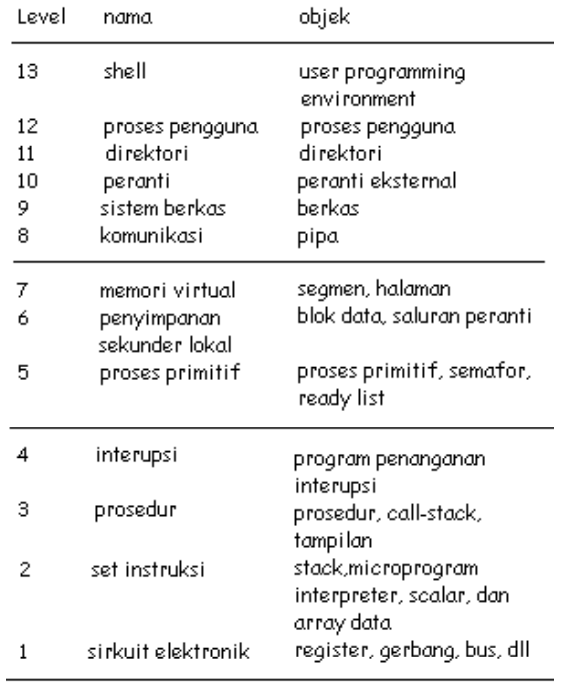 Level nama objek
13 shell user programming
environment
12 proses pengguna proses pengguna
11 direktori direktori
10 peranti peranti eksternal
9 sistem berkas berkas
8 komunikasi pipa
7 memori virtual segmen, halaman
6 penyimpanan blok data, saluran peranti
sekunder lokal
5 proses primitif proses primitif, semafor,
ready list
4 interupsi program penanganan
interupsi
3 prosedur prosedur, call-stack,
tampilan
2 set instruksi stack,microprogram
interpreter, scalar, dan
array data
1 sirkuit elektronik register, gerbang, bus, dll